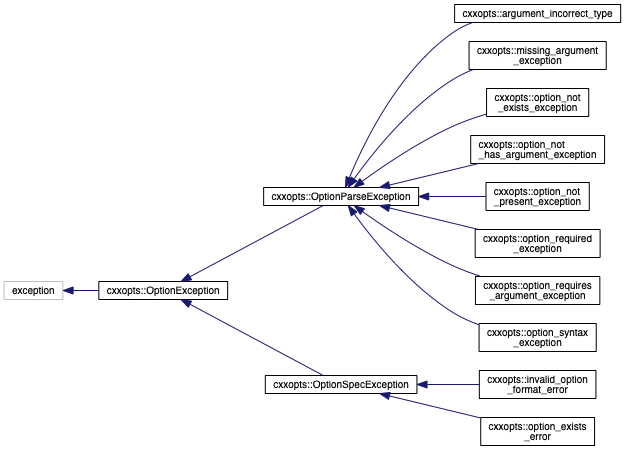 cxxopts::argument_incorrect_type
cxxopts::missing_argument
_exception
cxxopts::option_not
_exists_exception
cxxopts::option_not
_has_argument_exception
cxxopts::OptionParseException
cxxopts::option_not
_present_exception
cxxopts::option_required
_exception
exception
cxxopts::OptionException
cxxopts::option_requires
_argument_exception
cxxopts::option_syntax
_exception
cxxopts::OptionSpecException
cxxopts::invalid_option
_format_error
cxxopts::option_exists
_error